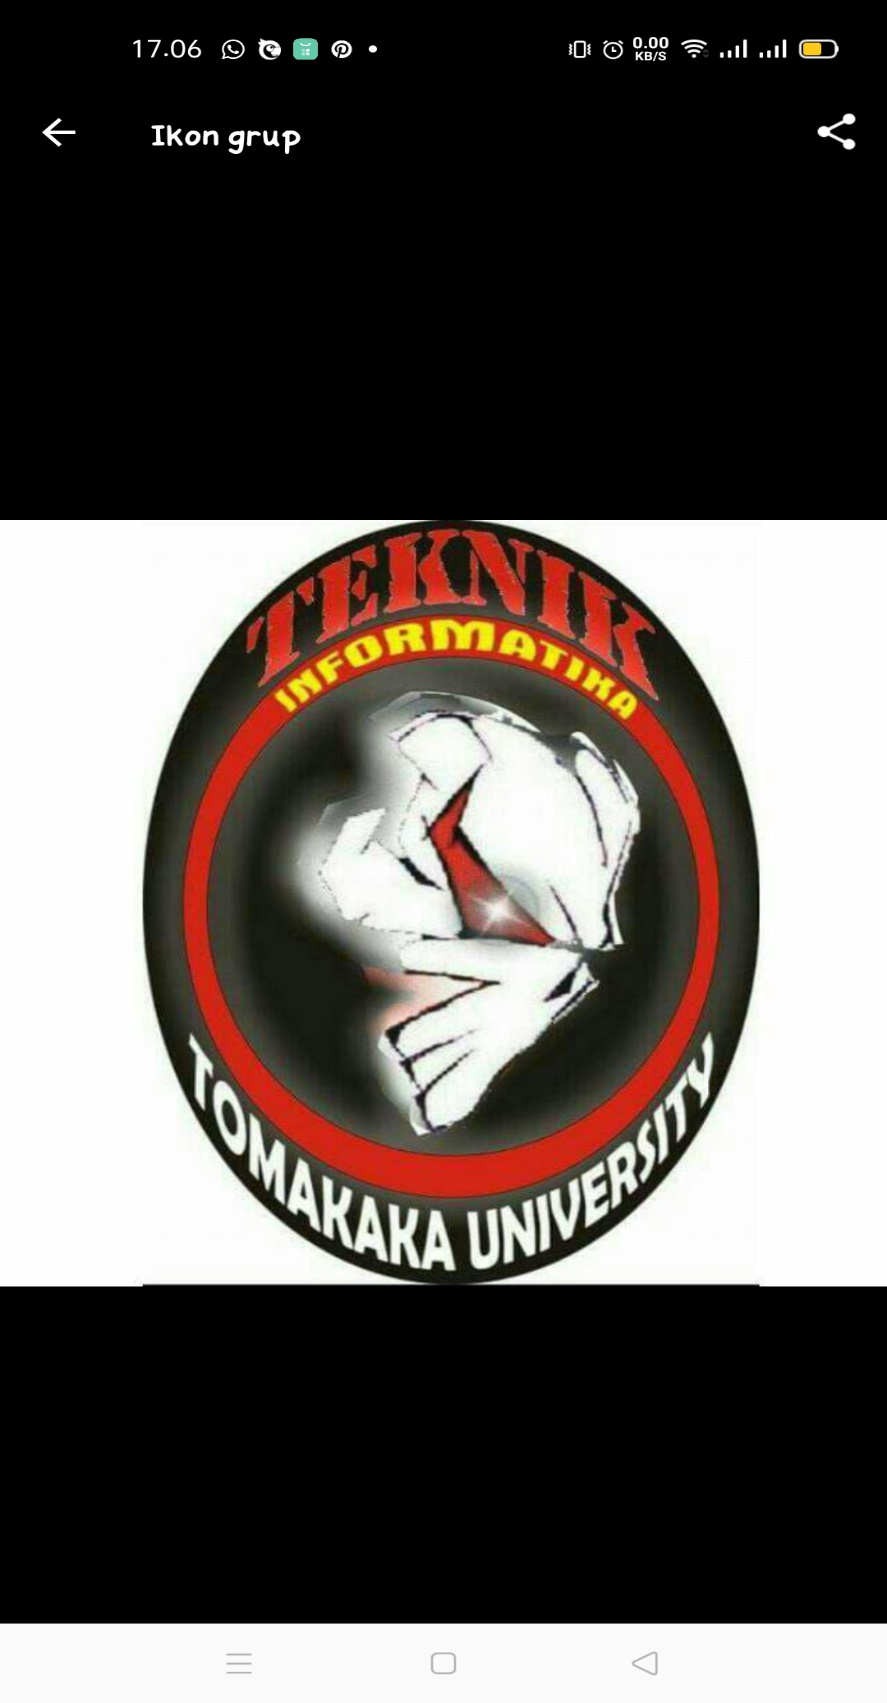 17.06
0.00
KB/S
Ikon grup
TEKNIK
INFORMATIKA
TOMAKAKA UNIVERSITY